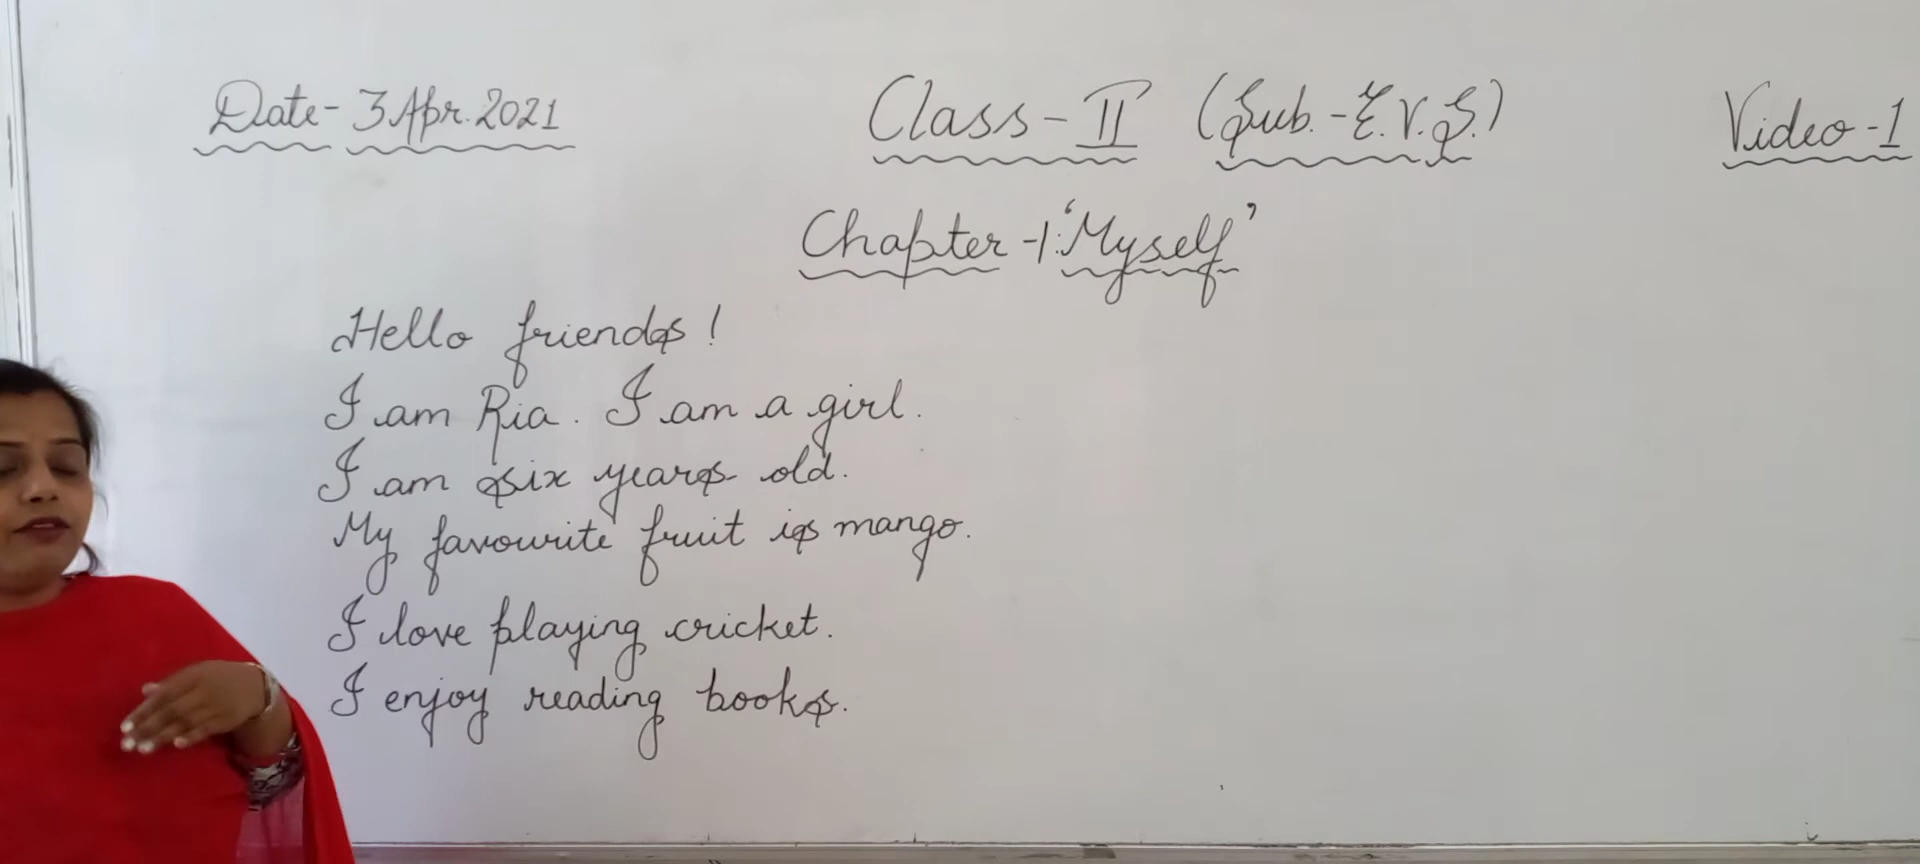 Date- 3 Apr. 2021 Class - II (Sub. - E.V.S.) Video -1
Chapter -1: 'Myself'
Hello friends!
I am Ria. I am a girl.
I am six years old.
My favourite fruit is mango.
I love playing cricket.
I enjoy reading books.